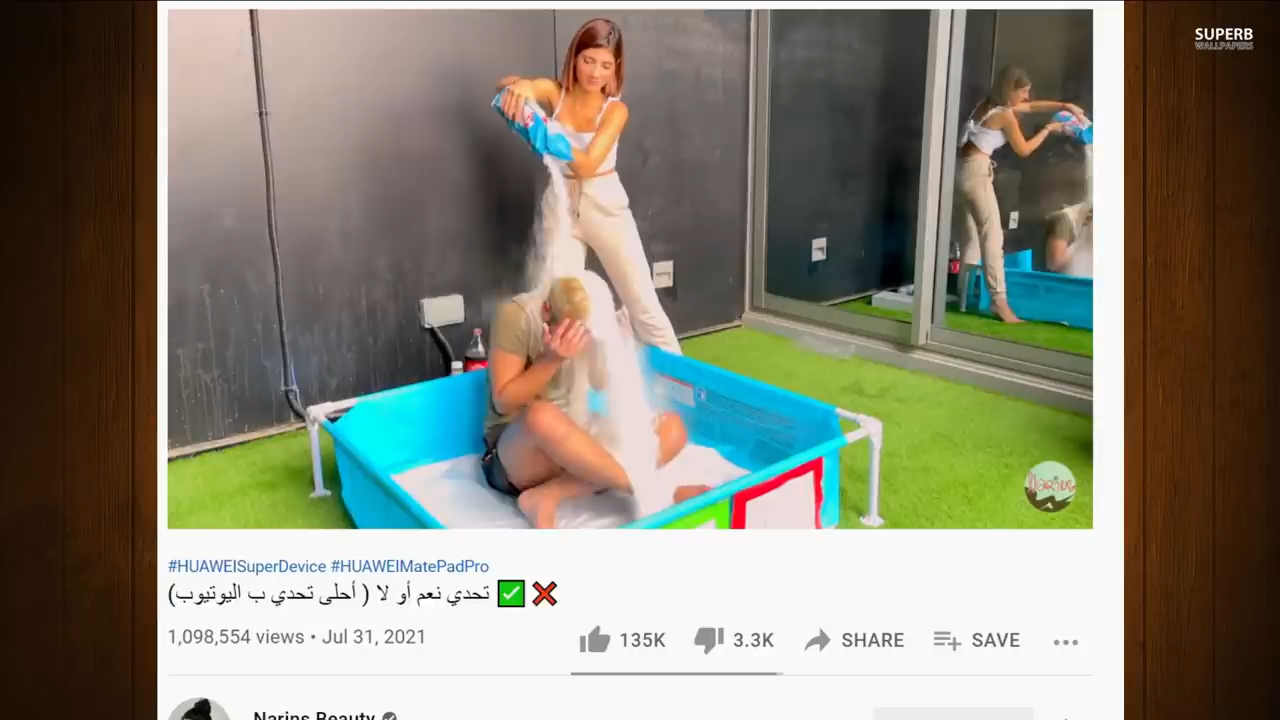 SUPERB
WALLPAPERS
Narins
#HUAWEISuperDevice #HUAWEIMatePadPro
تحدي نعم أو لا ( أحلى تحدي ب اليوتيوب) ✅ ❌
1,098,554 views • Jul 31, 2021
135K
3.3K
SHARE
SAVE
Narins Beauty